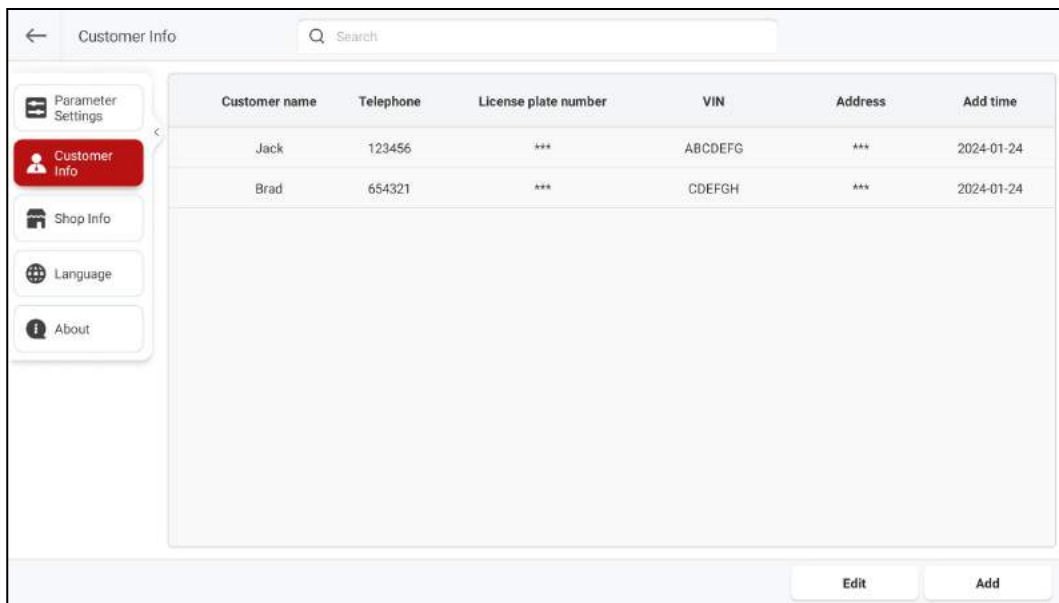 Customer Info
Search
Parameter
Settings
Customer
Info
Shop Info
Language
About
Customer name Telephone License plate number VIN Address Add time
Jack 123456 *** ABCDEFG *** 2024-01-24
Brad 654321 *** CDEFGH *** 2024-01-24
Edit Add